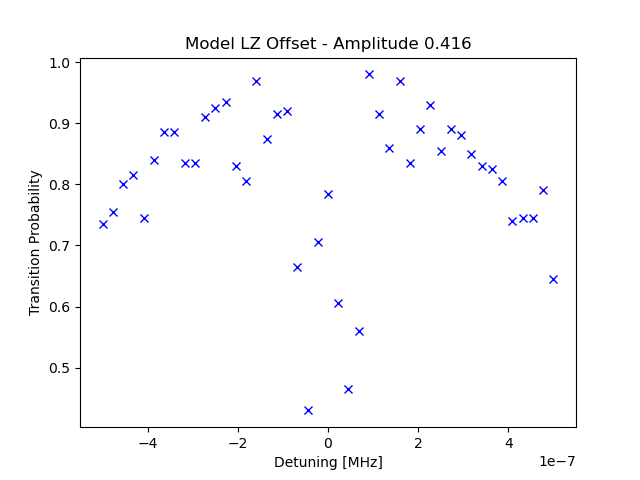 Model LZ Offset - Amplitude 0.416
1.0
0.9
0.8
0.7
0.6
0.5
Transition Probability
−4
−2
0
2
4
1e−7
Detuning [MHz]